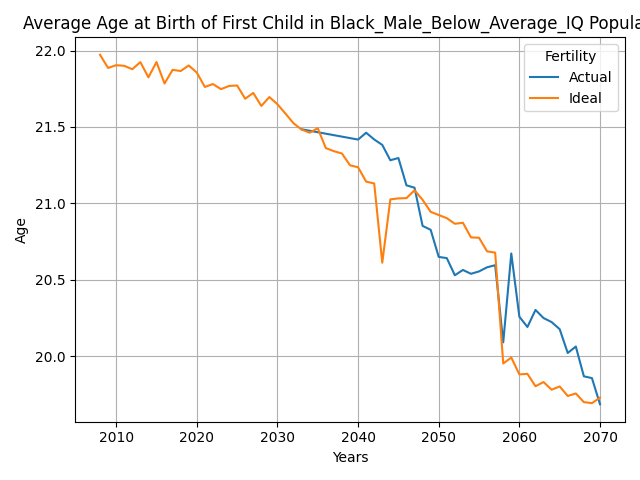 Average Age at Birth of First Child in Black_Male_Below_Average_IQ Popula
22.0
21.5
21.0
20.5
20.0
Age
Fertility
Actual
Ideal
2010 2020 2030 2040 2050 2060 2070
Years